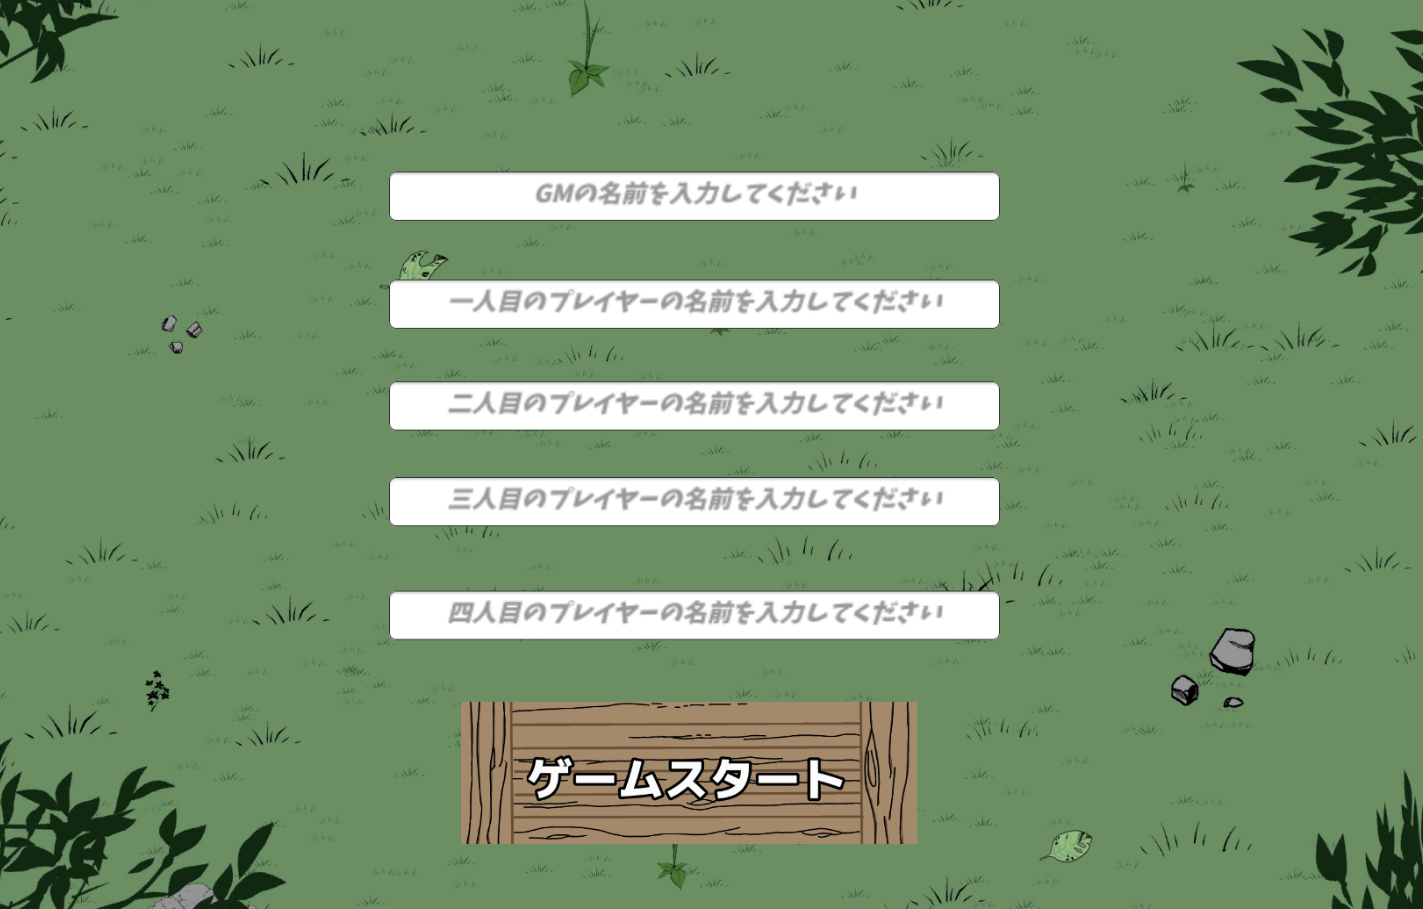 GMの名前を入力してください
一人目のプレイヤーの名前を入力してください
二人目のプレイヤーの名前を入力してください
三人目のプレイヤーの名前を入力してください
四人目のプレイヤーの名前を入力してください
ゲームスタート